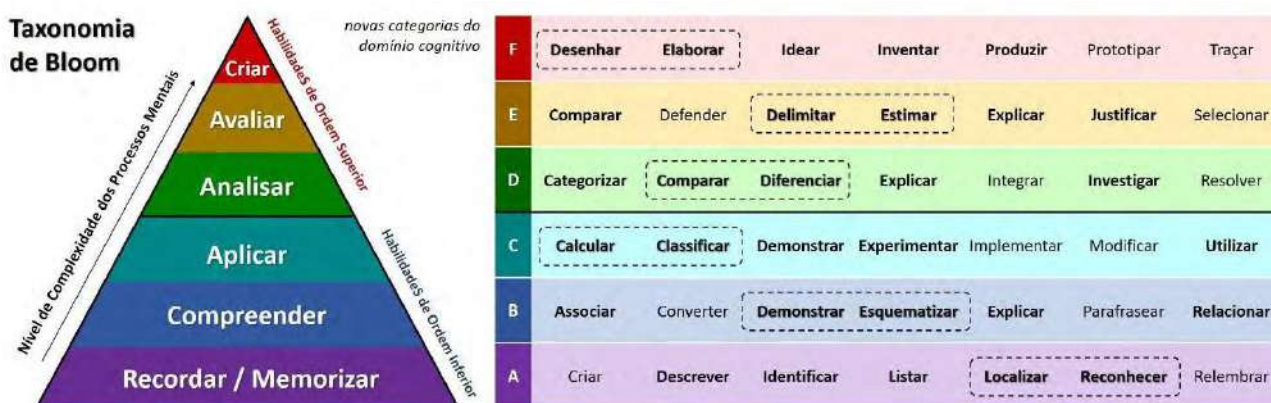 Taxonomia
de Bloom
novas categorias do
domínio cognitivo
Nível de Complexidade dos Processos Mentais
HabilidadeS de Ordem Superior
HabilidadeS de Ordem Inferior
Criar
Avaliar
Analisar
Aplicar
Compreender
Recordar / Memorizar
F Desenhar Elaborar Idear Inventar Produzir Prototipar Traçar
E Comparar Defender Delimitar Estimar Explicar Justificar Selecionar
D Categorizar Comparar Diferenciar Explicar Integrar Investigar Resolver
C Calcular Classificar Demonstrar Experimentar Implementar Modificar Utilizar
B Associar Converter Demonstrar Esquematizar Explicar Parafrasear Relacionar
A Criar Descrever Identificar Listar Localizar Reconhecer Relembrar